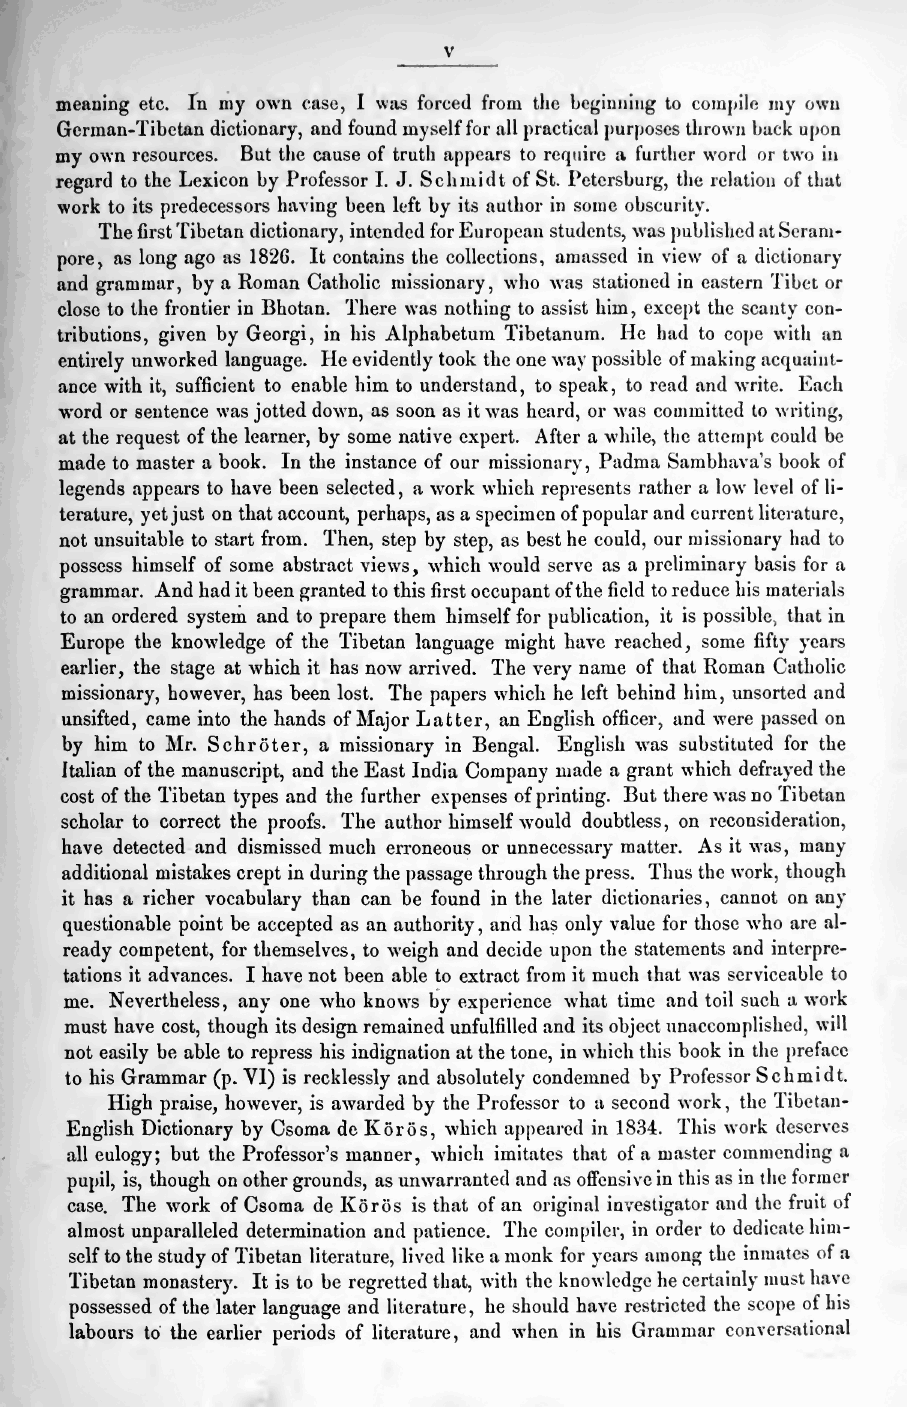 V
meaning etc. In my own case, I was forced from the beginning to compile my own
German-Tibetan dictionary, and found myself for all practical purposes thrown back upon
my own resources. But the cause of truth appears to require a further word or two in
regard to the Lexicon by Professor I. J. Schmidt of St. Petersburg, the relation of that
work to its predecessors having been left by its author in some obscurity.
The first Tibetan dictionary, intended for European students, was published at Seram-
pore, as long ago as 1826. It contains the collections, amassed in view of a dictionary
and grammar, by a Roman Catholic missionary, who was stationed in eastern Tibet or
close to the frontier in Bhotan. There was nothing to assist him, except the scanty con-
tributions, given by Georgi, in his Alphabetum Tibetanum. He had to cope with an
entirely unworked language. He evidently took the one way possible of making acquaint-
ance with it, sufficient to enable him to understand, to speak, to read and write. Each
word or sentence was jotted down, as soon as it was heard, or was committed to writing,
at the request of the learner, by some native expert. After a while, the attempt could be
made to master a book. In the instance of our missionary, Padma Sambhava's book of
legends appears to have been selected, a work which represents rather a low level of li-
terature, yet just on that account, perhaps, as a specimen of popular and current literature,
not unsuitable to start from. Then, step by step, as best he could, our missionary had to
possess himself of some abstract views, which would serve as a preliminary basis for a
grammar. And had it been granted to this first occupant of the field to reduce his materials
to an ordered system and to prepare them himself for publication, it is possible, that in
Europe the knowledge of the Tibetan language might have reached, some fifty years
earlier, the stage at which it has now arrived. The very name of that Roman Catholic
missionary, however, has been lost. The papers which he left behind him, unsorted and
unsifted, came into the hands of Major Latter, an English officer, and were passed on
by him to Mr. Schröter, a missionary in Bengal. English was substituted for the
Italian of the manuscript, and the East India Company made a grant which defrayed the
cost of the Tibetan types and the further expenses of printing. But there was no Tibetan
scholar to correct the proofs. The author himself would doubtless, on reconsideration,
have detected and dismissed much erroneous or unnecessary matter. As it was, many
additional mistakes crept in during the passage through the press. Thus the work, though
it has a richer vocabulary than can be found in the later dictionaries, cannot on any
questionable point be accepted as an authority, and has only value for those who are al-
ready competent, for themselves, to weigh and decide upon the statements and interpre-
tations it advances. I have not been able to extract from it much that was serviceable to
me. Nevertheless, any one who knows by experience what time and toil such a work
must have cost, though its design remained unfulfilled and its object unaccomplished, will
not easily be able to repress his indignation at the tone, in which this book in the preface
to his Grammar (p. VI) is recklessly and absolutely condemned by Professor Schmidt.
High praise, however, is awarded by the Professor to a second work, the Tibetan-
English Dictionary by Csoma de Körös, which appeared in 1834. This work deserves
all eulogy; but the Professor's manner, which imitates that of a master commending a
pupil, is, though on other grounds, as unwarranted and as offensive in this as in the former
case. The work of Csoma de Körös is that of an original investigator and the fruit of
almost unparalleled determination and patience. The compiler, in order to dedicate him-
self to the study of Tibetan literature, lived like a monk for years among the inmates of a
Tibetan monastery. It is to be regretted that, with the knowledge he certainly must have
possessed of the later language and literature, he should have restricted the scope of his
labours to the earlier periods of literature, and when in his Grammar conversational